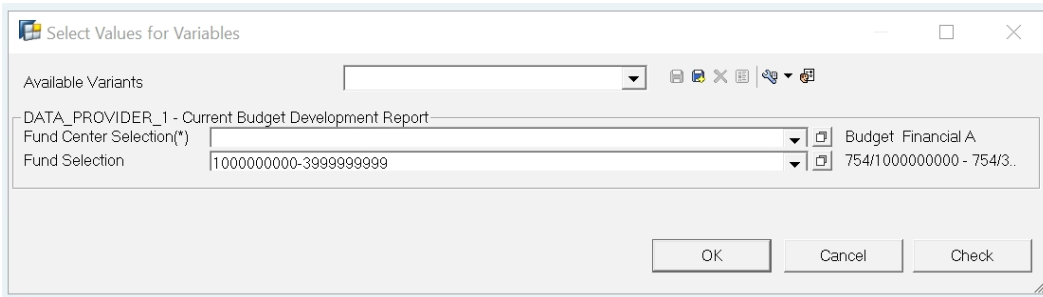 Select Values for Variables
Available Variants
DATA_PROVIDER_1 - Current Budget Development Report
Fund Center Selection(*) Budget Financial A
Fund Selection 1000000000-3999999999 754/1000000000 - 754/3..
OK Cancel Check